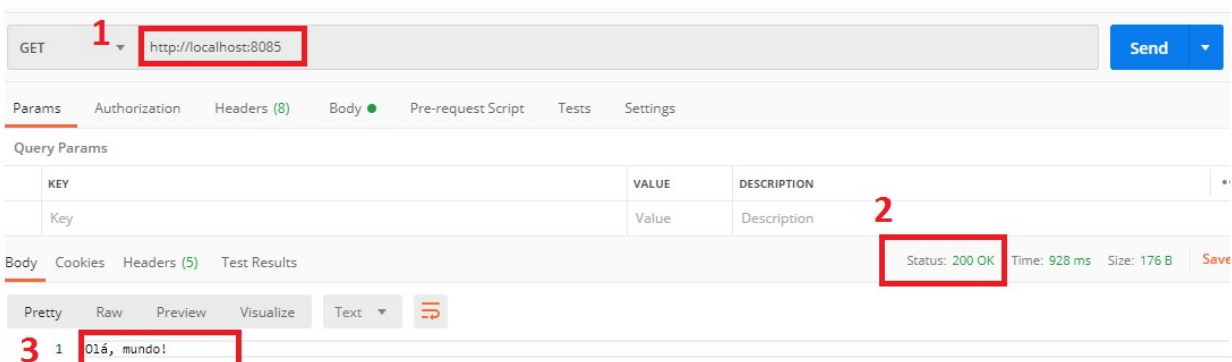 1
GET http://localhost:8085 Send
Params Authorization Headers (8) Body Pre-request Script Tests Settings
Query Params
KEY VALUE DESCRIPTION
Key Value Description
2
Body Cookies Headers (5) Test Results Status: 200 OK Time: 928 ms Size: 176 B Save
Pretty Raw Preview Visualize Text
3 1 Olá, mundo!